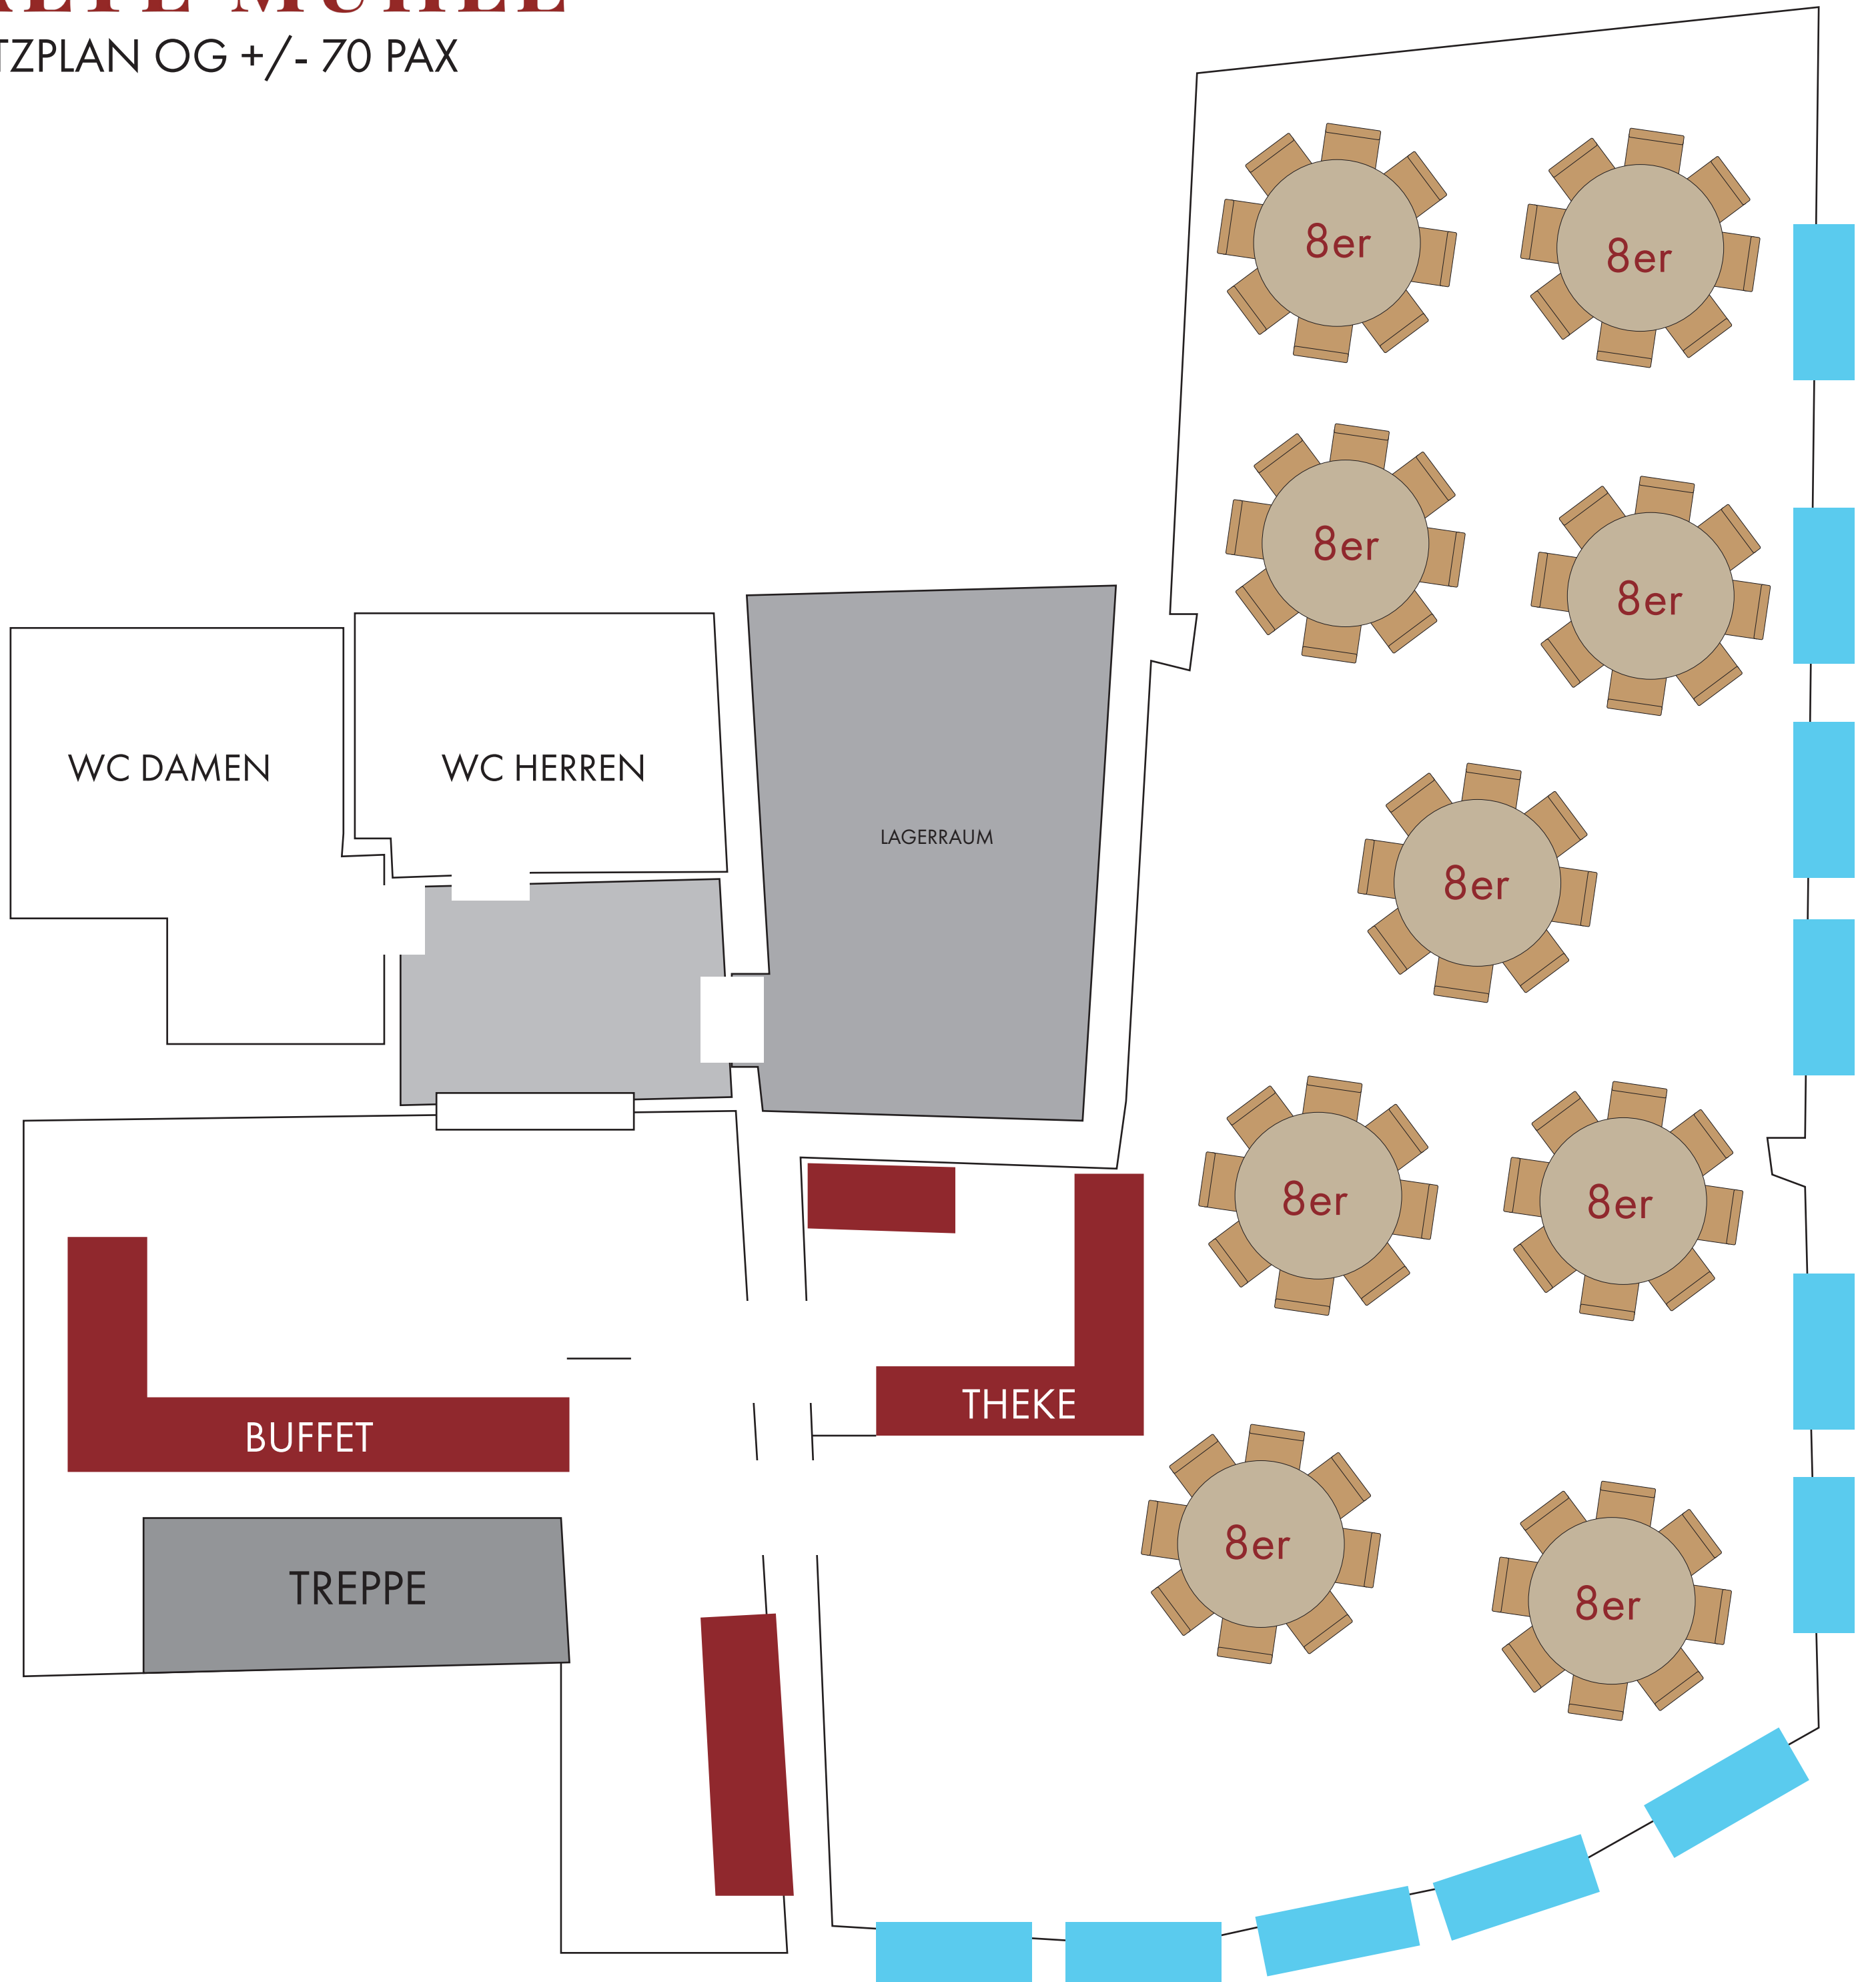 TZPLAN OG +/- 70 PAX
8er
8er
8er
8er
WC DAMEN
WC HERREN
LAGERRAUM
8er
8er
8er
THEKE
BUFFET
8er
TREPPE
8er